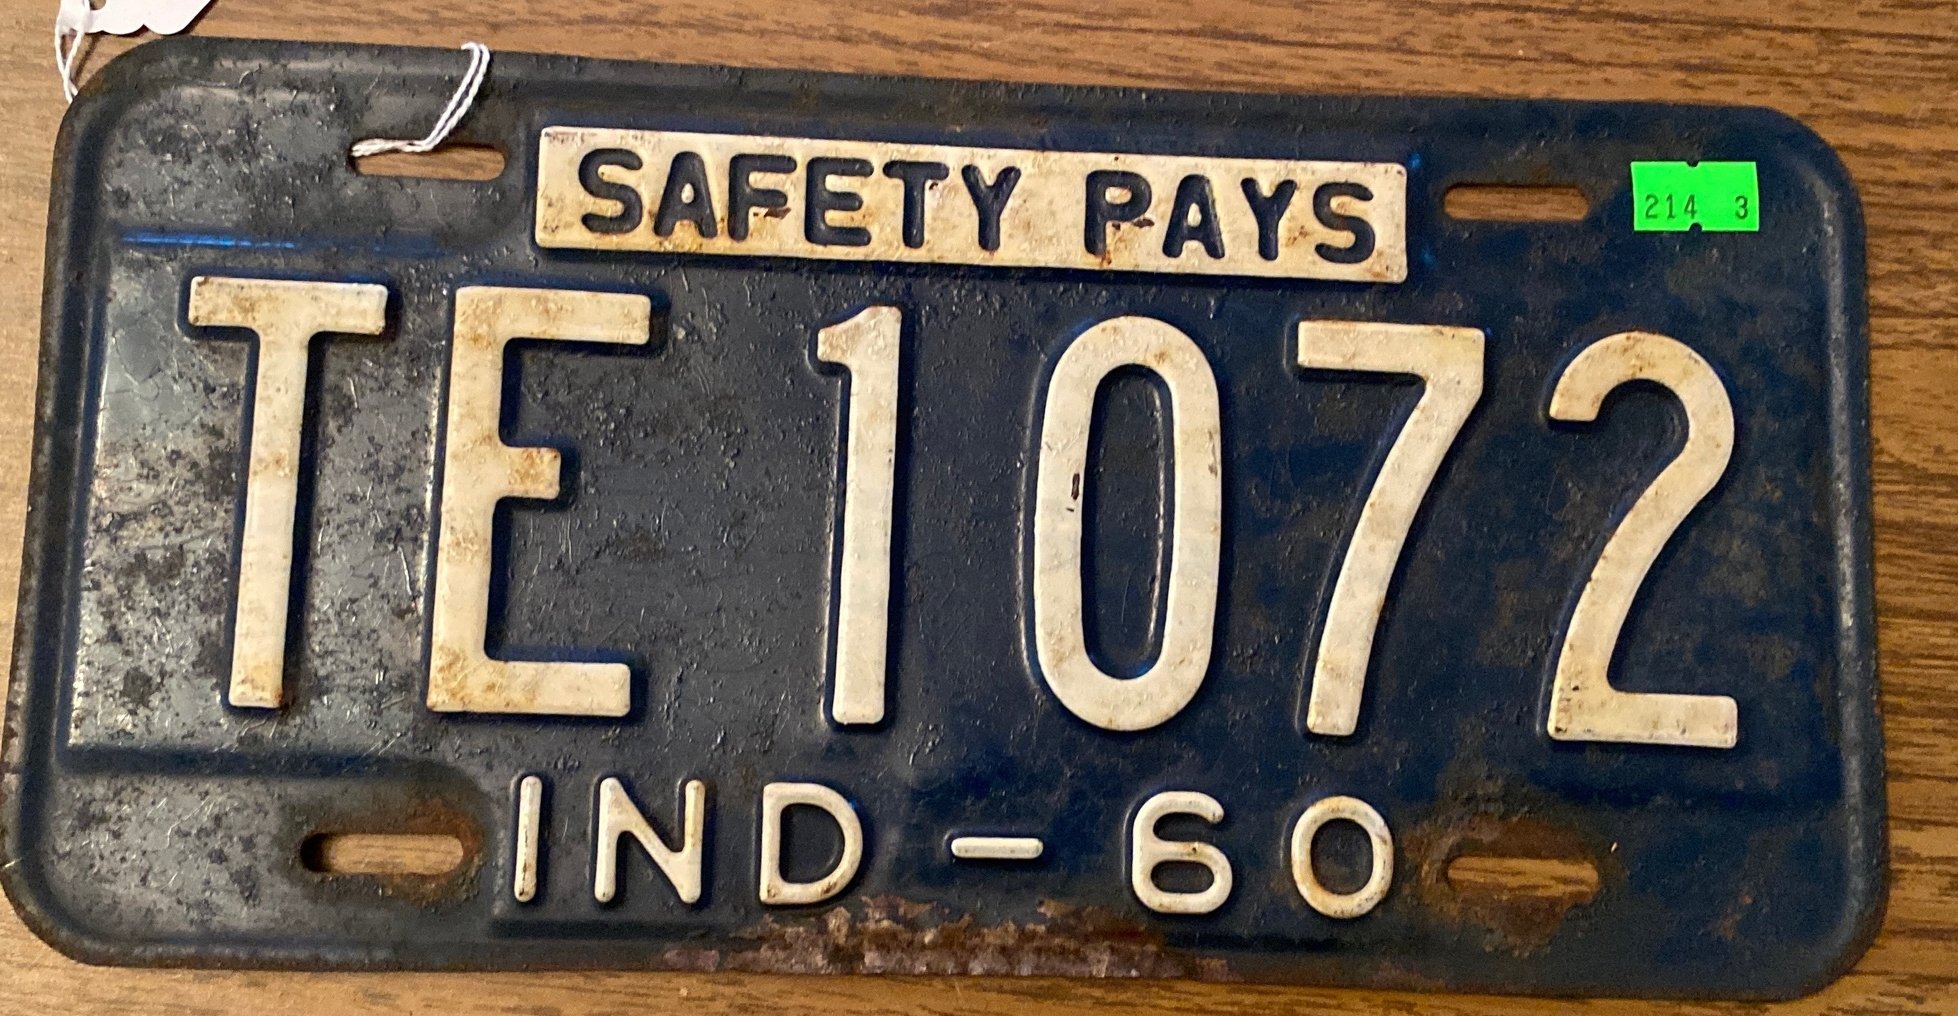 SAFETY PAYS
214 3
TE 1072
IND-60